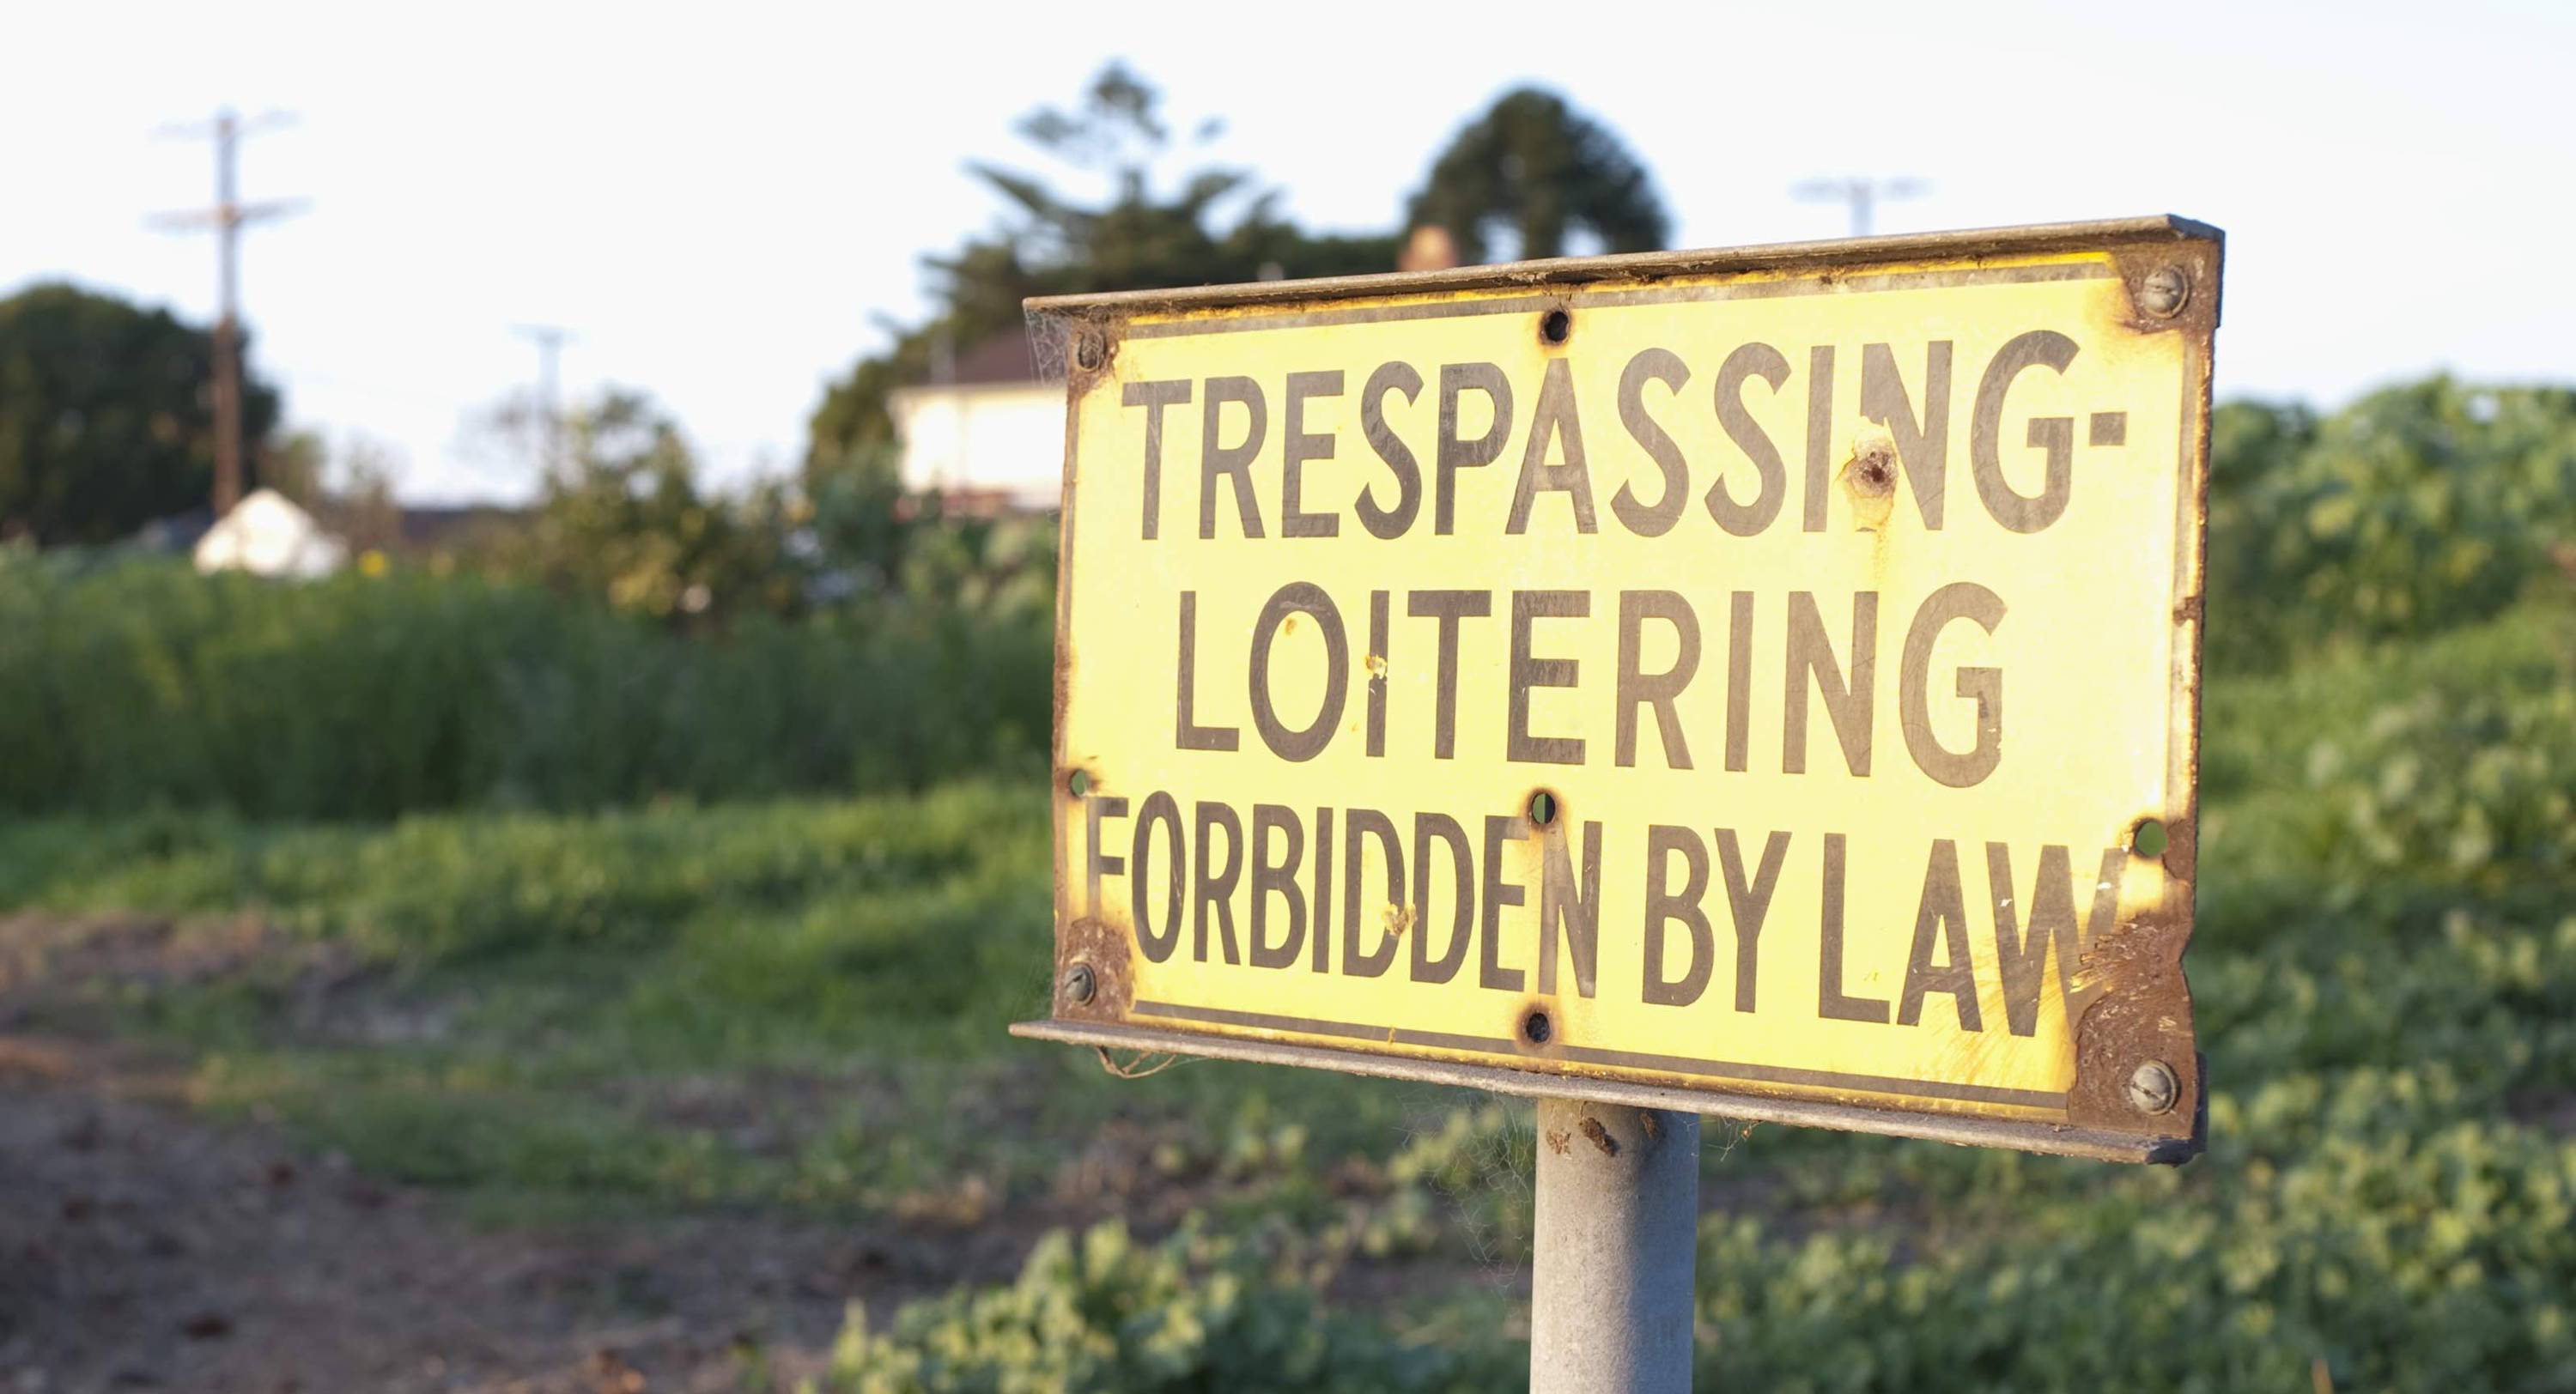 TRESPASSING-
LOITERING
FORBIDDEN BY LAW